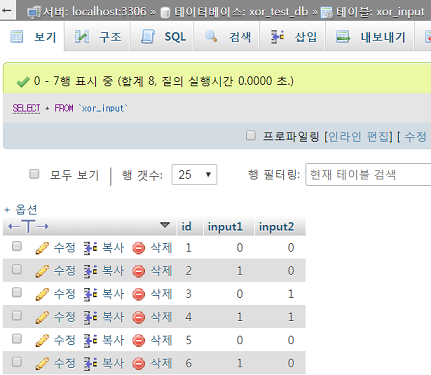 ← 서버: localhost:3306 » 데이터베이스: xor_test_db » 테이블: xor_input
보기 구조 SQL 검색 삽입 내보내기
0 - 7행 표시 중 (합계 8, 질의 실행시간 0.0000 초.)
SELECT * FROM `xor_input`
프로파일링 [인라인 편집] [ 수정
모두 보기 | 행 갯수: 25 행 필터링: 현재 테이블 검색
+ 옵션
←T→ id input1 input2
수정 복사 삭제 1 0 0
수정 복사 삭제 2 1 0
수정 복사 삭제 3 0 1
수정 복사 삭제 4 1 1
수정 복사 삭제 5 0 0
수정 복사 삭제 6 1 0